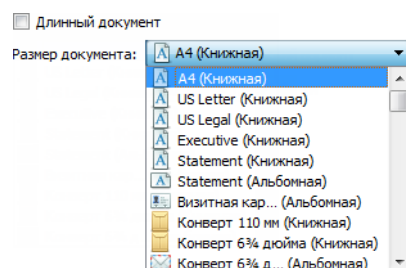 Длинный документ
Размер документа: A4 (Книжная)
A4 (Книжная)
US Letter (Книжная)
US Legal (Книжная)
Executive (Книжная)
Statement (Книжная)
Statement (Альбомная)
Визитная кар... (Альбомная)
Конверт 110 мм (Книжная)
Конверт 6¾ дюйма (Книжная)
Конверт 6¾ д... (Альбомная)